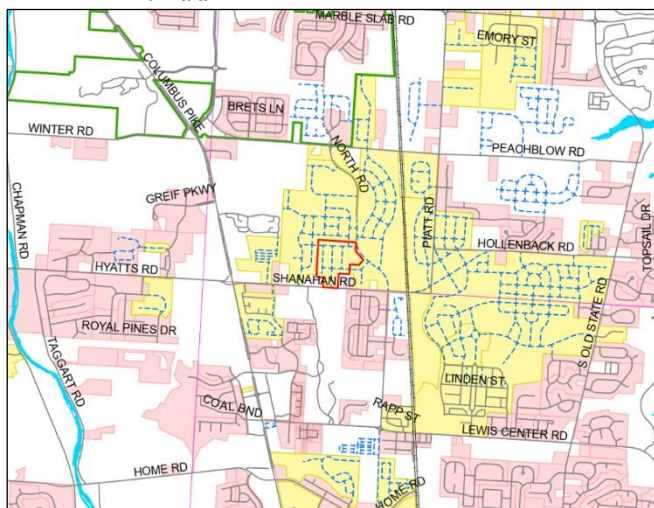 MARBLE SLAB RD
EMORY ST
COLUMBUS PIKE
BRETS LN
WINTER RD
NORTH RD
PEACHBLOW RD
GREIF PKWY
CHAPMAN RD
PIATT RD
TOPSAIL DR
HOLLENBACK RD
HYATTS RD
SHANAHAN RD
ROYAL PINES DR
S OLD STATE RD
TAGGART RD
LINDEN ST
COAL BND
RAPP ST
LEWIS CENTER RD
HOME RD
HOME RD